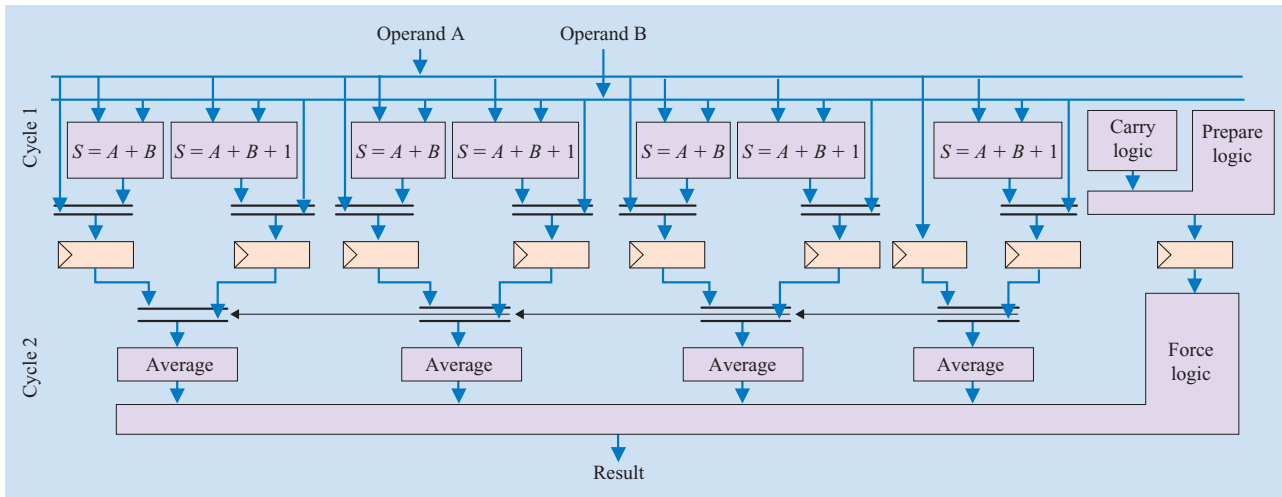 Operand A
Operand B
Cycle 1
S = A + B
S = A + B + 1
S = A + B
S = A + B + 1
S = A + B
S = A + B + 1
S = A + B + 1
Carry
logic
Prepare
logic
Cycle 2
Average
Average
Average
Average
Force
logic
Result